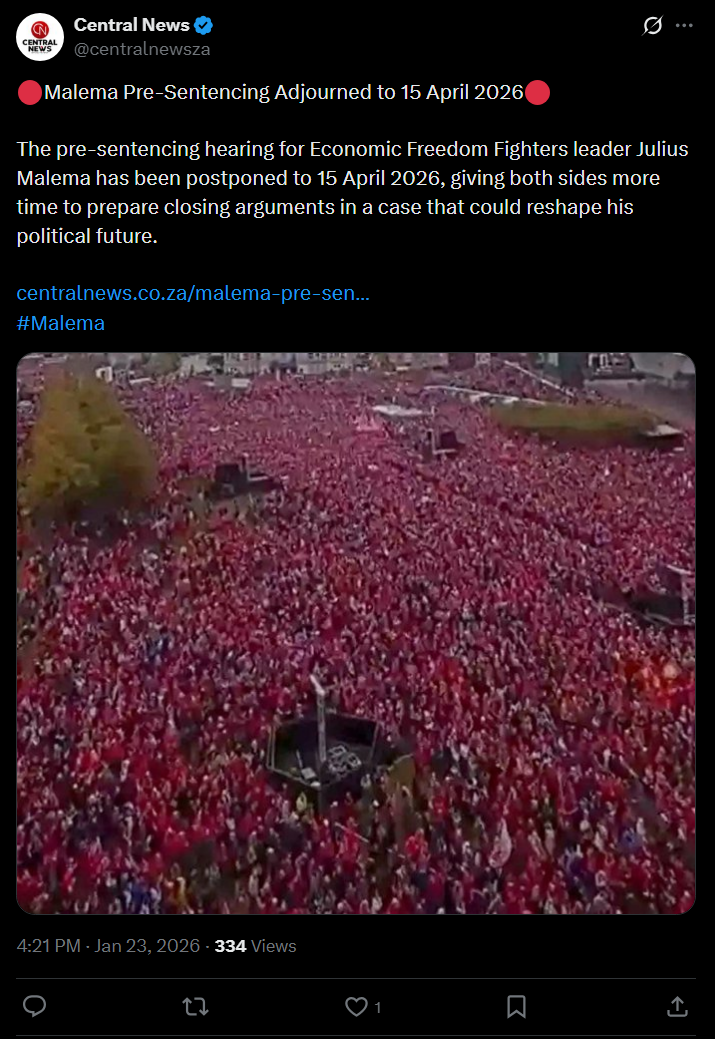 Central News
CENTRAL
NEWS
@centralnewsza
🔴Malema Pre-Sentencing Adjourned to 15 April 2026🔴
The pre-sentencing hearing for Economic Freedom Fighters leader Julius
Malema has been postponed to 15 April 2026, giving both sides more
time to prepare closing arguments in a case that could reshape his
political future.
centralnews.co.za/malema-pre-sen...
#Malema
4:21 PM · Jan 23, 2026 · 334 Views
1